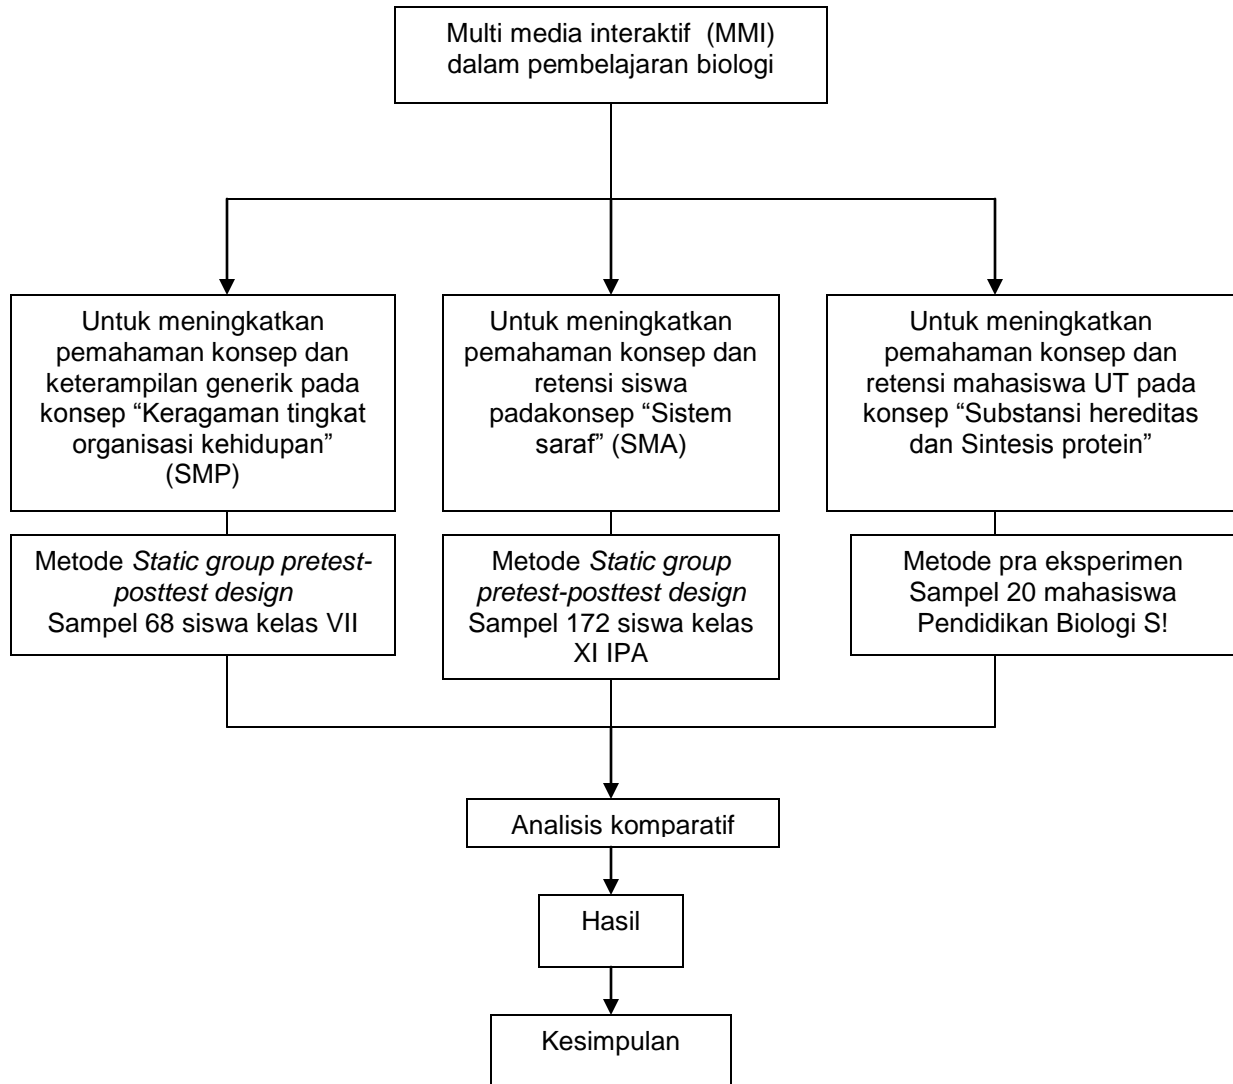 Multi media interaktif  (MMI)
dalam pembelajaran biologi
Untuk meningkatkan
pemahaman konsep dan
keterampilan generik pada
konsep “Keragaman tingkat
organisasi kehidupan”
(SMP)
Untuk meningkatkan
pemahaman konsep dan
retensi siswa
padakonsep “Sistem
saraf” (SMA)
Untuk meningkatkan
pemahaman konsep dan
retensi mahasiswa UT pada
konsep “Substansi hereditas
dan Sintesis protein”
Metode Static group pretest-
posttest design
Sampel 68 siswa kelas VII
Metode Static group
pretest-posttest design
Sampel 172 siswa kelas
XI IPA
Metode pra eksperimen
Sampel 20 mahasiswa
Pendidikan Biologi S!
Analisis komparatif
Hasil
Kesimpulan